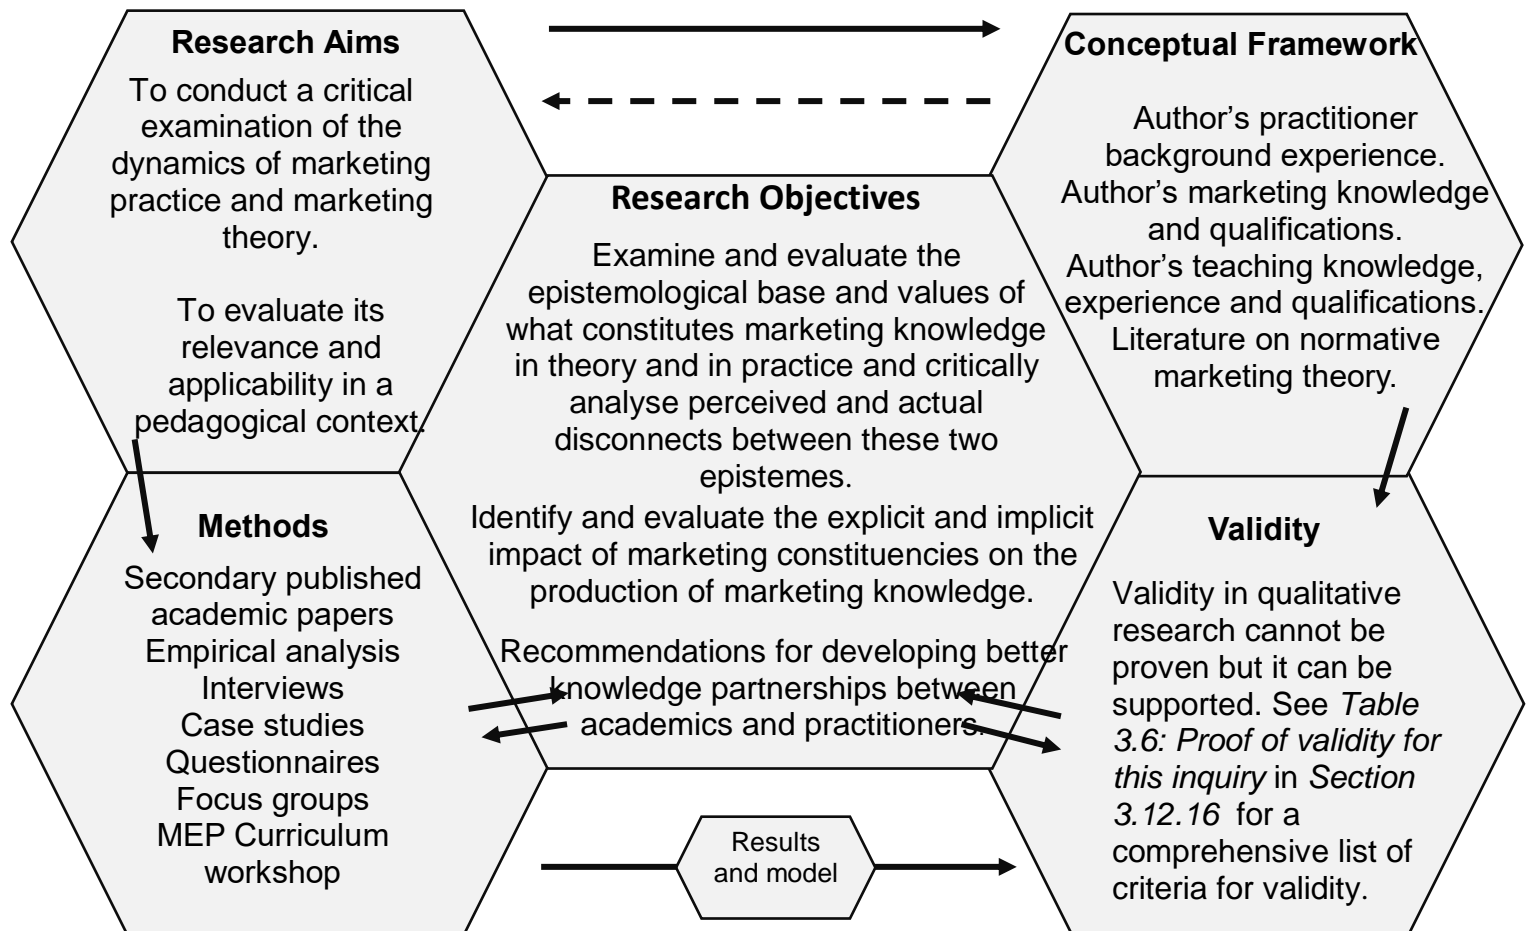 Research Aims
To conduct a critical
examination of the
dynamics of marketing
practice and marketing
theory.
To evaluate its
relevance and
applicability in a
pedagogical context.
Conceptual Framework
Author’s practitioner
background experience.
Author’s marketing knowledge
and qualifications.
Author’s teaching knowledge,
experience and qualifications.
Literature on normative
marketing theory.
Research Objectives
Examine and evaluate the
epistemological base and values of
what constitutes marketing knowledge
in theory and in practice and critically
analyse perceived and actual
disconnects between these two
epistemes.
Identify and evaluate the explicit and implicit
impact of marketing constituencies on the
production of marketing knowledge.
Recommendations for developing better
knowledge partnerships between
academics and practitioners.
Methods
Secondary published
academic papers
Empirical analysis
Interviews
Case studies
Questionnaires
Focus groups
MEP Curriculum
workshop
Validity
Validity in qualitative
research cannot be
proven but it can be
supported. See Table
3.6: Proof of validity for
this inquiry in Section
3.12.16 for a
comprehensive list of
criteria for validity.
Results
and model